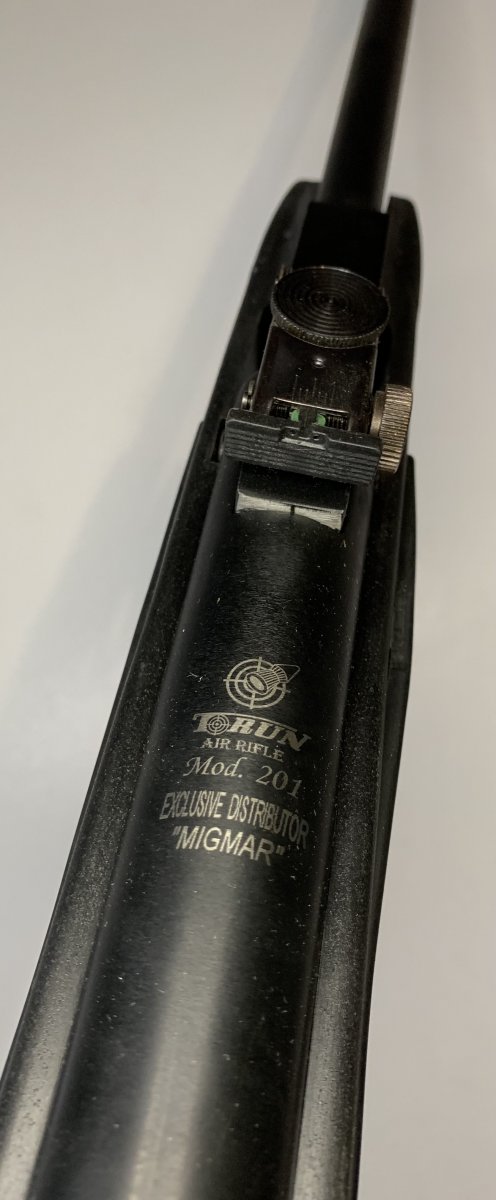 TORUN
AIR RIFLE
Mod. 201
EXCLUSIVE DISTRIBUTOR
"MIGMAR"